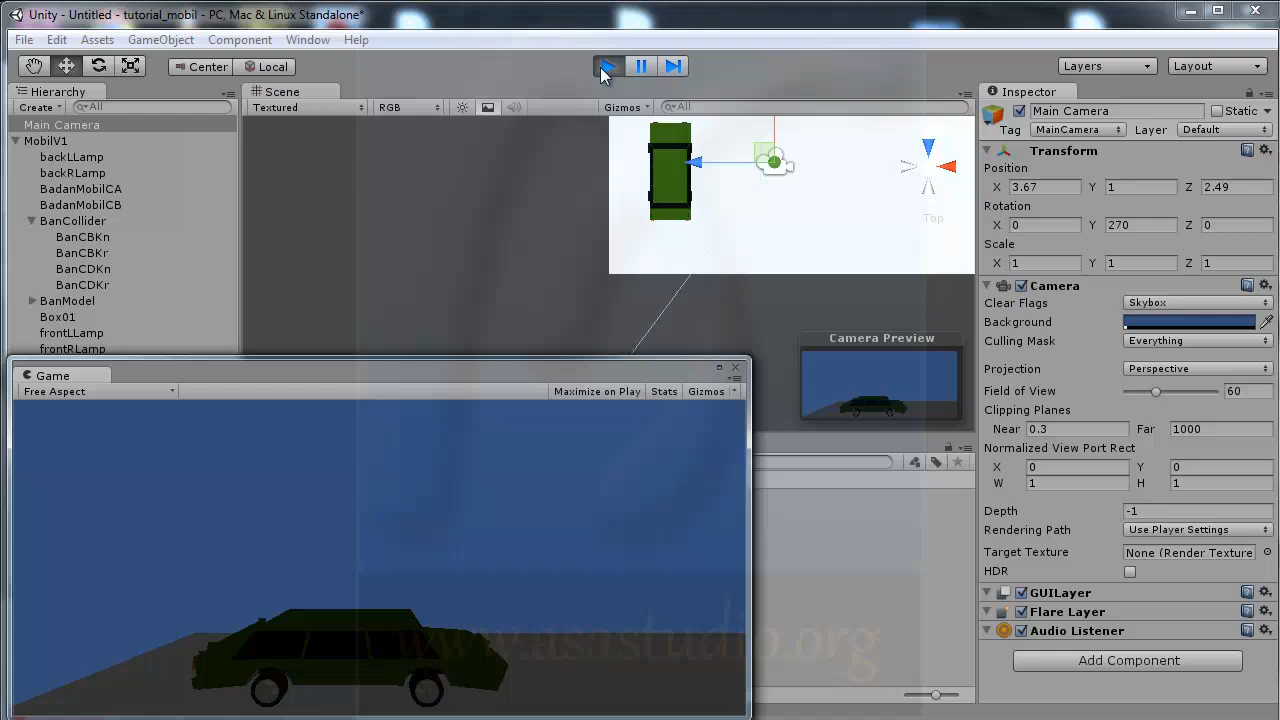 Unity - Untitled - tutorial_mobil - PC, Mac & Linux Standalone*
File Edit Assets GameObject Component Window Help
Center Local Layers Layout
Hierarchy Scene Inspector
Create All Textured RGB Gizmos All
Main Camera Static
Tag MainCamera Layer Default
Main Camera
MobilV1
backLLamp
backRLamp
BadanMobilCA
BadanMobilCB
BanCollider
BanCBKn
BanCBKr
BanCDKn
BanCDKr
BanModel
Box01
frontLLamp
frontRLamp
Top
Camera Preview
Transform
Position
X 3.67 Y 1 Z 2.49
Rotation
X 0 Y 270 Z 0
Scale
X 1 Y 1 Z 1
Camera
Clear Flags Skybox
Background
Culling Mask Everything
Projection Perspective
Field of View 60
Clipping Planes
Near 0.3 Far 1000
Normalized View Port Rect
X 0 Y 0
W 1 H 1
Depth -1
Rendering Path Use Player Settings
Target Texture None (Render Texture
HDR
GUILayer
Flare Layer
Audio Listener
Add Component
Game
Free Aspect Maximize on Play Stats Gizmos
www.asastudio.org